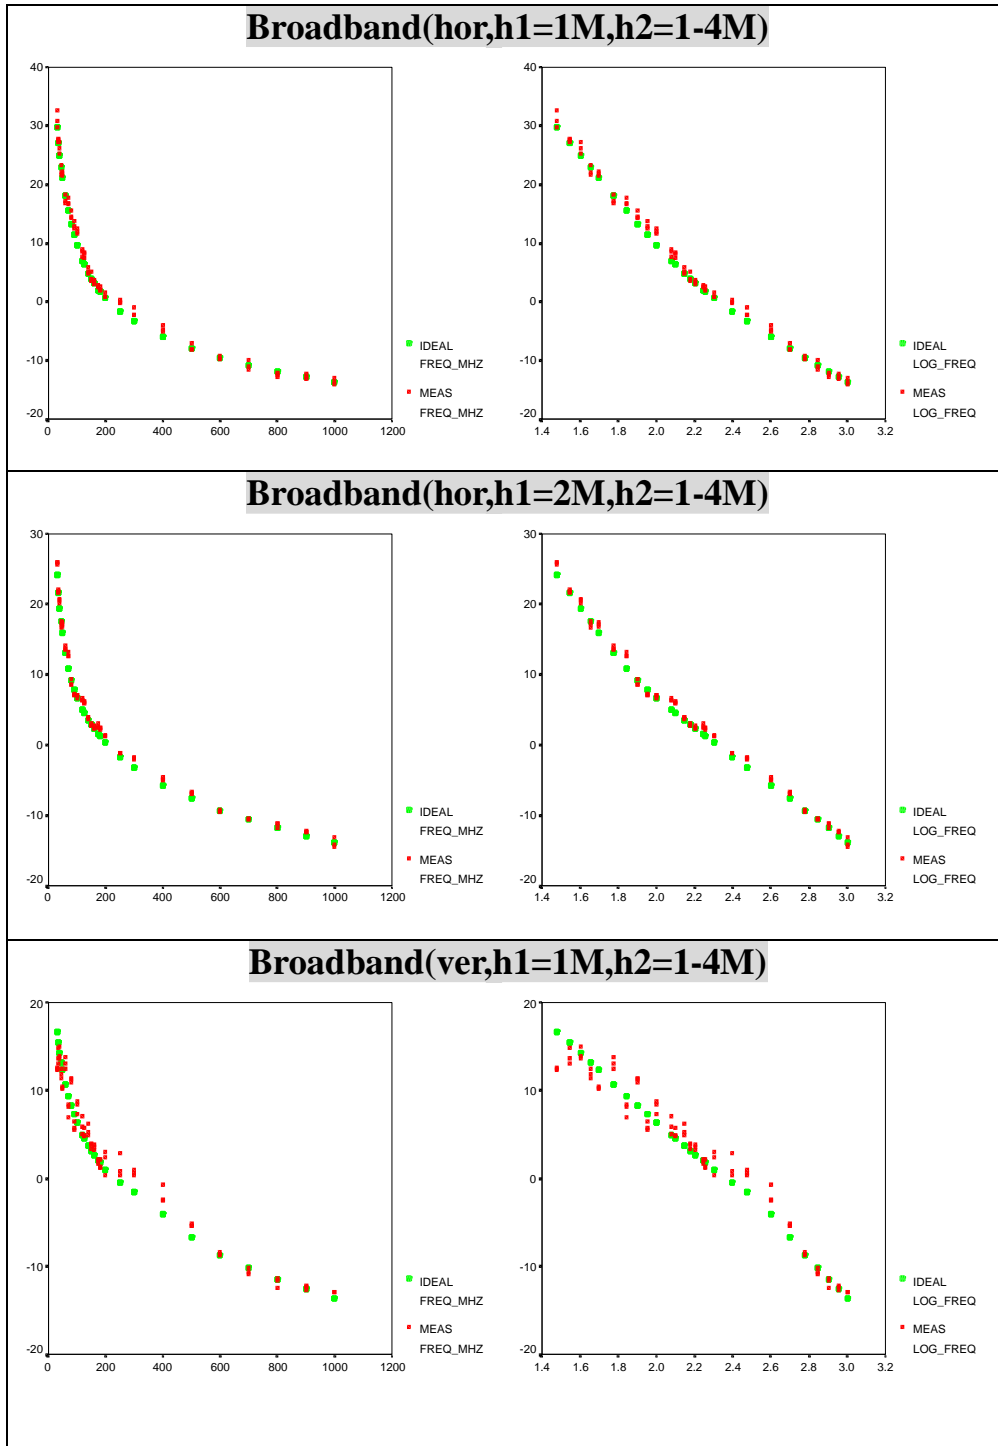 Broadband(hor,h1=1M,h2=1-4M)
40
30
20
10
0
-10
-20
0 200 400 600 800 1000 1200
IDEAL
FREQ_MHZ
MEAS
FREQ_MHZ
40
30
20
10
0
-10
-20
1.4 1.6 1.8 2.0 2.2 2.4 2.6 2.8 3.0 3.2
IDEAL
LOG_FREQ
MEAS
LOG_FREQ
Broadband(hor,h1=2M,h2=1-4M)
30
20
10
0
-10
-20
0 200 400 600 800 1000 1200
IDEAL
FREQ_MHZ
MEAS
FREQ_MHZ
30
20
10
0
-10
-20
1.4 1.6 1.8 2.0 2.2 2.4 2.6 2.8 3.0 3.2
IDEAL
LOG_FREQ
MEAS
LOG_FREQ
Broadband(ver,h1=1M,h2=1-4M)
20
10
0
-10
-20
0 200 400 600 800 1000 1200
IDEAL
FREQ_MHZ
MEAS
FREQ_MHZ
20
10
0
-10
-20
1.4 1.6 1.8 2.0 2.2 2.4 2.6 2.8 3.0 3.2
IDEAL
LOG_FREQ
MEAS
LOG_FREQ